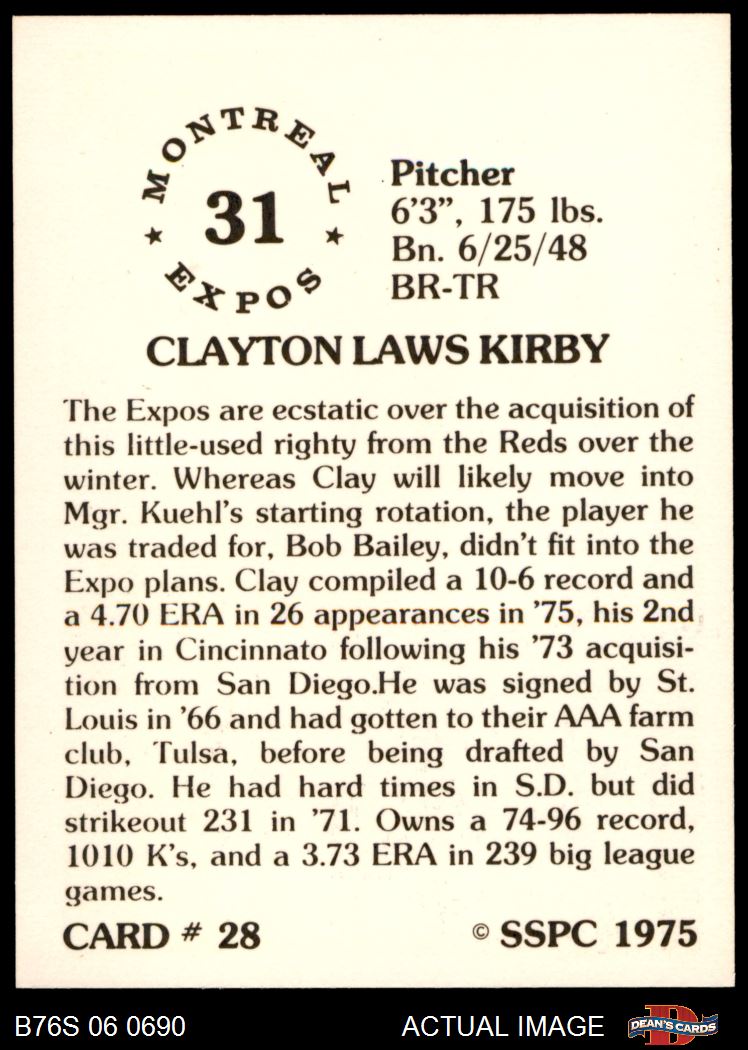 MONTREAL
31
★ EXPOS ★
Pitcher
6'3", 175 lbs.
Bn. 6/25/48
BR-TR
CLAYTON LAWS KIRBY
The Expos are ecstatic over the acquisition of
this little-used righty from the Reds over the
winter. Whereas Clay will likely move into
Mgr. Kuehl's starting rotation, the player he
was traded for, Bob Bailey, didn't fit into the
Expo plans. Clay compiled a 10-6 record and
a 4.70 ERA in 26 appearances in '75, his 2nd
year in Cincinnato following his '73 acquisi-
tion from San Diego.He was signed by St.
Louis in '66 and had gotten to their AAA farm
club, Tulsa, before being drafted by San
Diego. He had hard times in S.D. but did
strikeout 231 in '71. Owns a 74-96 record,
1010 K's, and a 3.73 ERA in 239 big league
games.
CARD # 28
© SSPC 1975
B76S 06 0690
ACTUAL IMAGE
D
DEAN'S CARDS